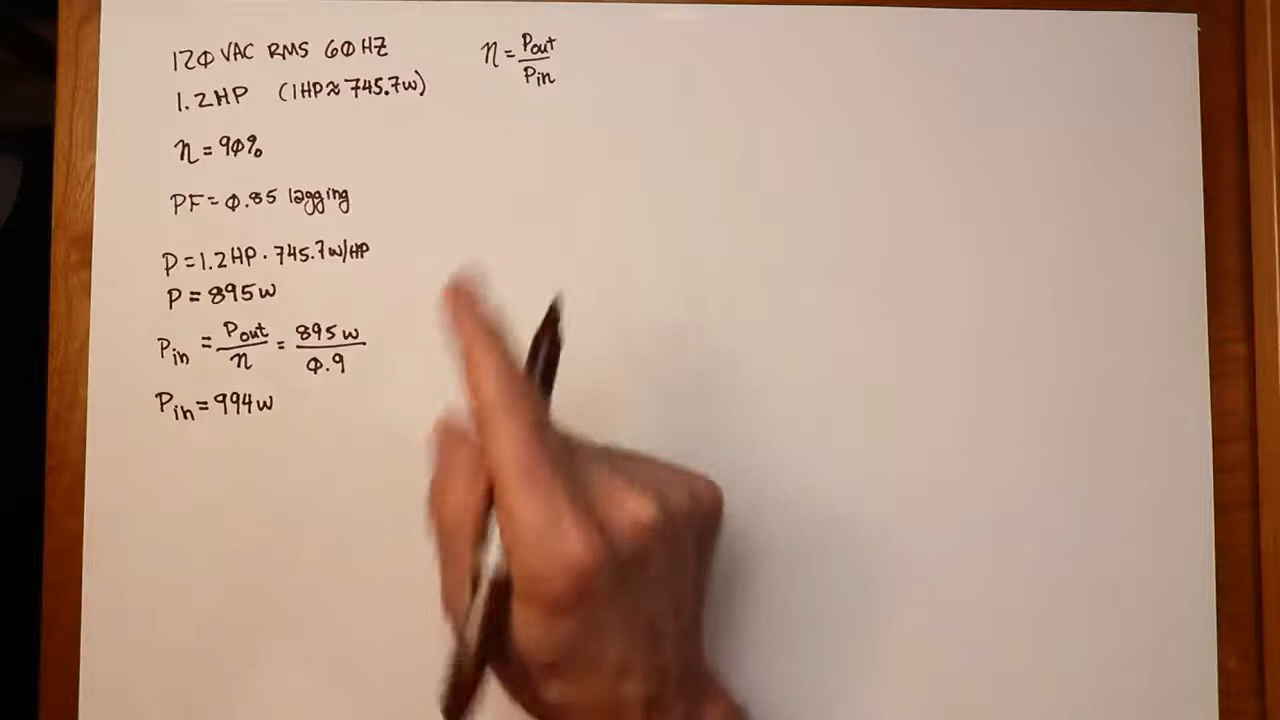 12φ VAC RMS 6φ HZ
1.2HP (1HP≈745.7W)
η = 9φ%
PF = φ.85 lagging
P = 1.2HP · 745.7W/HP
P = 895W
Pin = Pout/η = 895W/φ.9
Pin = 994W
η = Pout/Pin